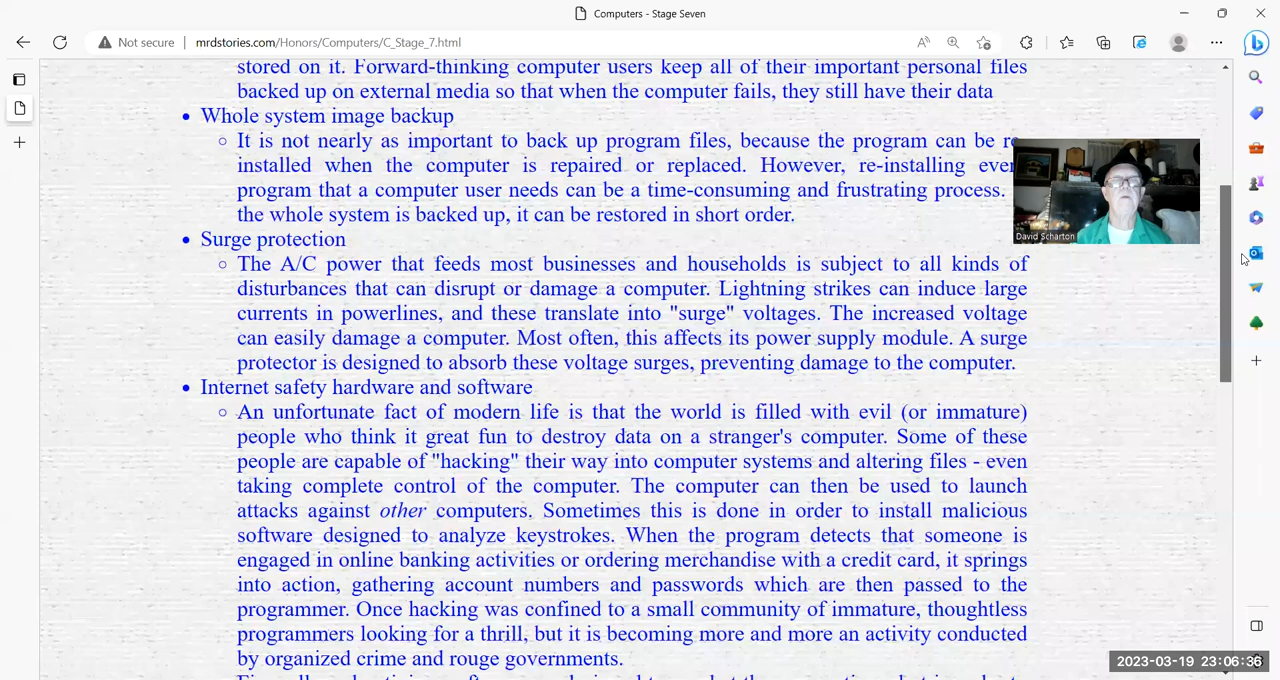 Computers - Stage Seven
Not secure | mrdstories.com/Honors/Computers/C_Stage_7.html
stored on it. Forward-thinking computer users keep all of their important personal files
backed up on external media so that when the computer fails, they still have their data
• Whole system image backup
○ It is not nearly as important to back up program files, because the program can be re
installed when the computer is repaired or replaced. However, re-installing ever
program that a computer user needs can be a time-consuming and frustrating process.
the whole system is backed up, it can be restored in short order.
David Scharton
• Surge protection
○ The A/C power that feeds most businesses and households is subject to all kinds of
disturbances that can disrupt or damage a computer. Lightning strikes can induce large
currents in powerlines, and these translate into "surge" voltages. The increased voltage
can easily damage a computer. Most often, this affects its power supply module. A surge
protector is designed to absorb these voltage surges, preventing damage to the computer.
• Internet safety hardware and software
○ An unfortunate fact of modern life is that the world is filled with evil (or immature)
people who think it great fun to destroy data on a stranger's computer. Some of these
people are capable of "hacking" their way into computer systems and altering files - even
taking complete control of the computer. The computer can then be used to launch
attacks against other computers. Sometimes this is done in order to install malicious
software designed to analyze keystrokes. When the program detects that someone is
engaged in online banking activities or ordering merchandise with a credit card, it springs
into action, gathering account numbers and passwords which are then passed to the
programmer. Once hacking was confined to a small community of immature, thoughtless
programmers looking for a thrill, but it is becoming more and more an activity conducted
by organized crime and rouge governments.
2023-03-19 23:06:36